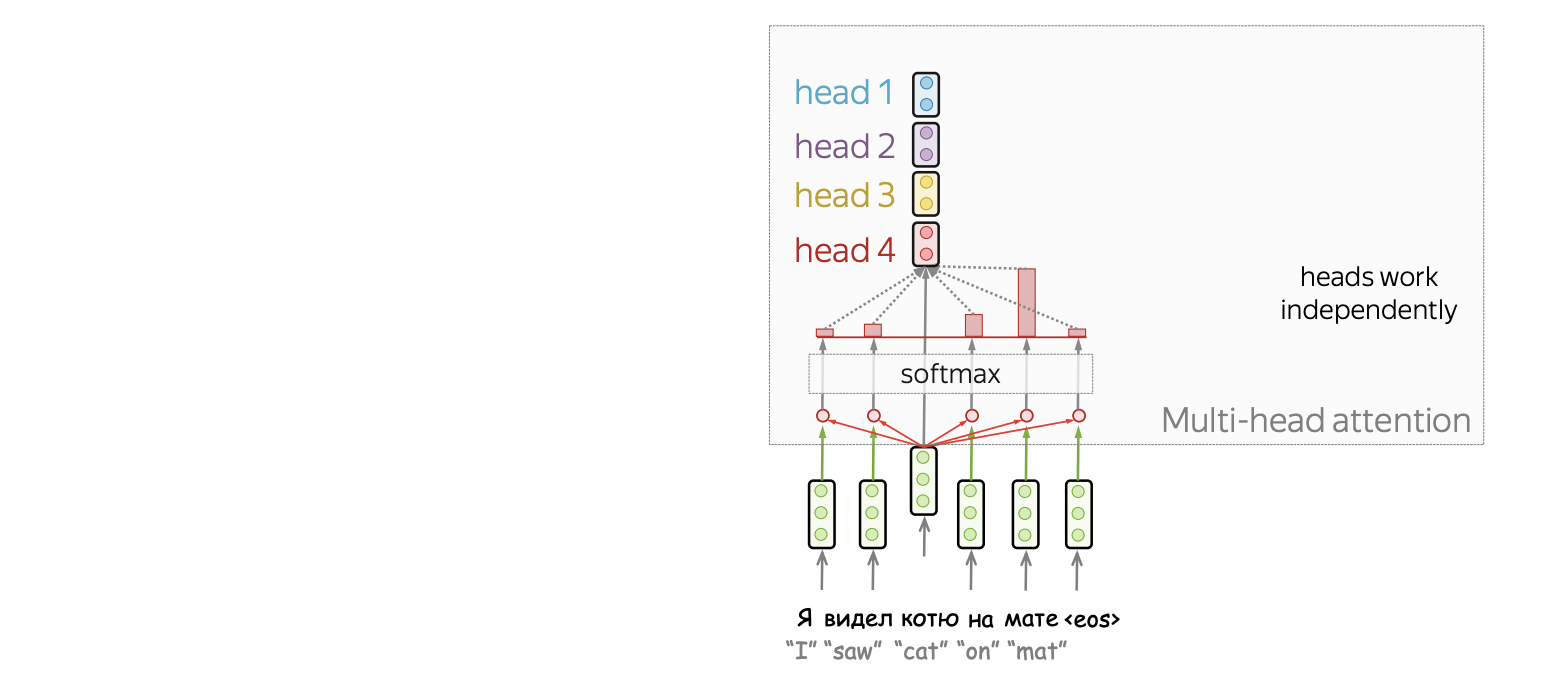 head 1
head 2
head 3
head 4
heads work
independently
softmax
Multi-head attention
Я видел котю на мате <eos>
“I” “saw” “cat” “on” “mat”